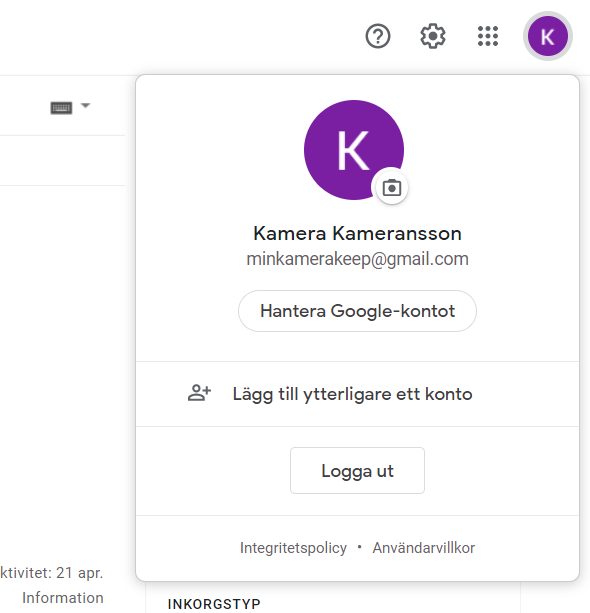 K
K
Kamera Kameransson
minkamerakeep@gmail.com
Hantera Google-kontot
Lägg till ytterligare ett konto
Logga ut
Integritetspolicy • Användarvillkor
ktivitet: 21 apr.
Information
INKORGSTYP